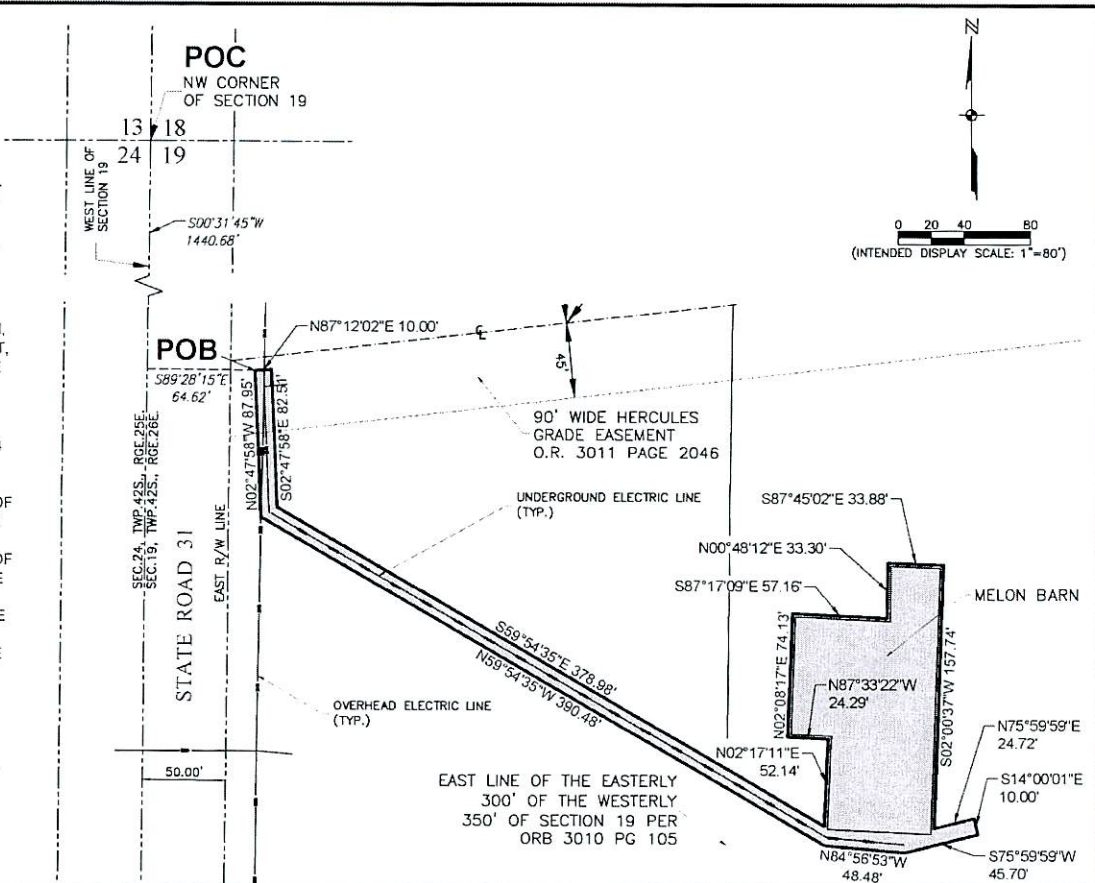 POC
NW CORNER
OF SECTION 19
13 18
24 19
WEST LINE OF
SECTION 19
S00°31'45"W
1440.68'
N
0 20 40 80
(INTENDED DISPLAY SCALE: 1"=80')
N87°12'02"E 10.00'
POB
S89°28'15"E
64.62'
℄
45'
N02°47'58"W 87.95'
S02°47'58"E 82.51'
90' WIDE HERCULES
GRADE EASEMENT
O.R. 3011 PAGE 2046
UNDERGROUND ELECTRIC LINE
(TYP.)
SEC.24, TWP.42S., RGE.25E.
SEC.19, TWP.42S., RGE.26E.
STATE ROAD 31
EAST R/W LINE
S87°45'02"E 33.88'
N00°48'12"E 33.30'
S87°17'09"E 57.16'
MELON BARN
N02°08'17"E 74.13'
N87°33'22"W
24.29'
S02°00'37"W 157.74'
S59°54'35"E 378.98'
N59°54'35"W 390.48'
OVERHEAD ELECTRIC LINE
(TYP.)
N02°17'11"E
52.14'
N75°59'59"E
24.72'
S14°00'01"E
10.00'
50.00'
EAST LINE OF THE EASTERLY
300' OF THE WESTERLY
350' OF SECTION 19 PER
ORB 3010 PG 105
N84°56'53"W
48.48'
S75°59'59"W
45.70'